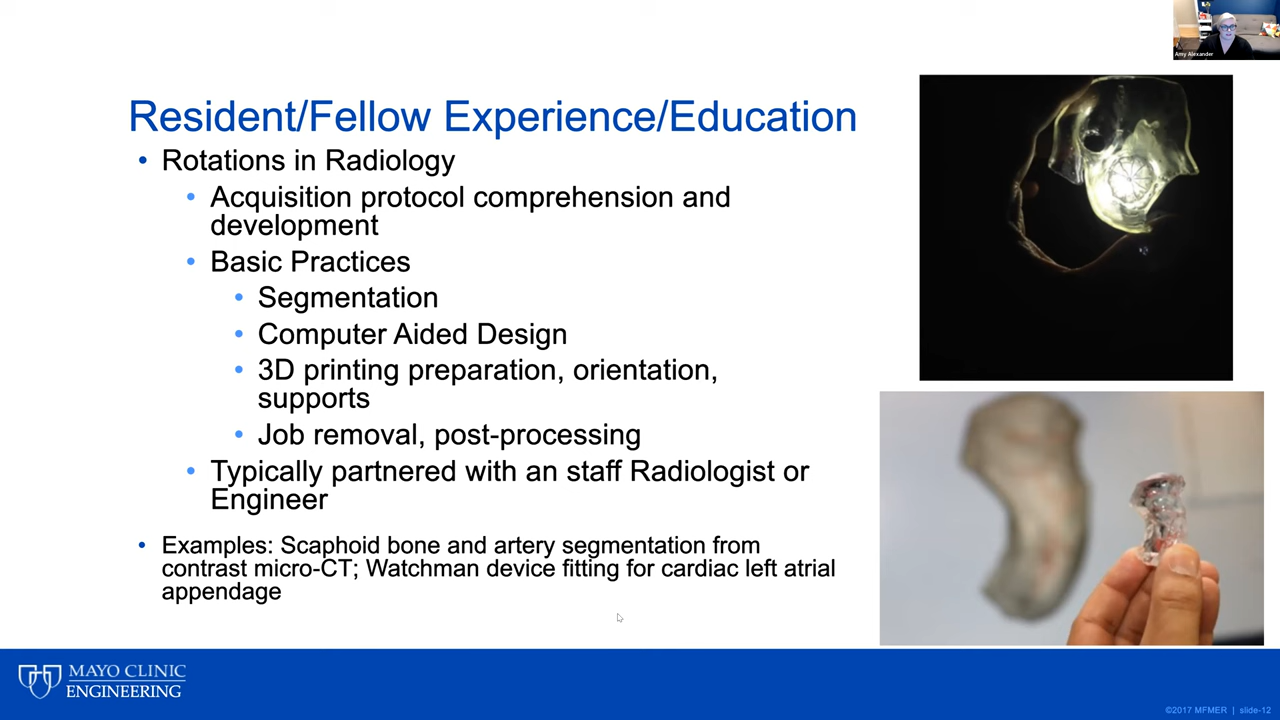 Amy Alexander
Resident/Fellow Experience/Education
• Rotations in Radiology
• Acquisition protocol comprehension and
development
• Basic Practices
• Segmentation
• Computer Aided Design
• 3D printing preparation, orientation,
supports
• Job removal, post-processing
• Typically partnered with an staff Radiologist or
Engineer
• Examples: Scaphoid bone and artery segmentation from
contrast micro-CT; Watchman device fitting for cardiac left atrial
appendage
MAYO CLINIC
ENGINEERING
©2017 MFMER | slide-12